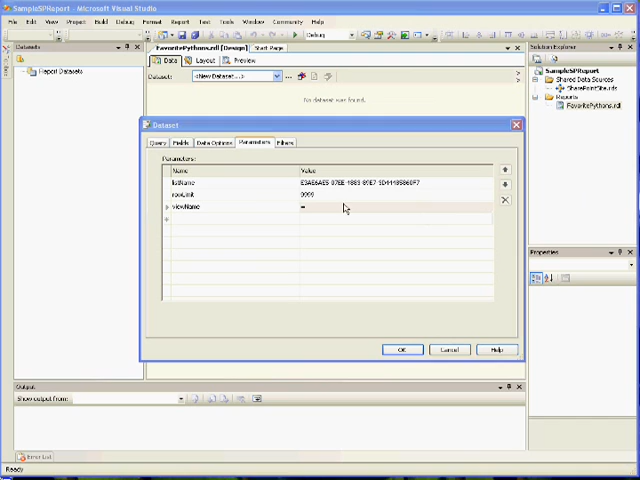 SampleSPReport - Microsoft Visual Studio
File Edit View Project Build Debug Data Format Report Test Tools Window Community Help
Debug
Datasets
Report Datasets
FavoritePythons.rdl [Design] Start Page
Data Layout Preview
Dataset: <New Dataset...> ...
No dataset was found.
Solution Explorer
SampleSPReport
Shared Data Sources
SharePointSite.rds
Reports
FavoritePythons.rdl
Dataset
Query Fields Data Options Parameters Filters
Parameters:
Name Value
listName
rowLimit 9999
viewName =
OK Cancel Help
Properties
Output
Show output from:
Error List
Ready